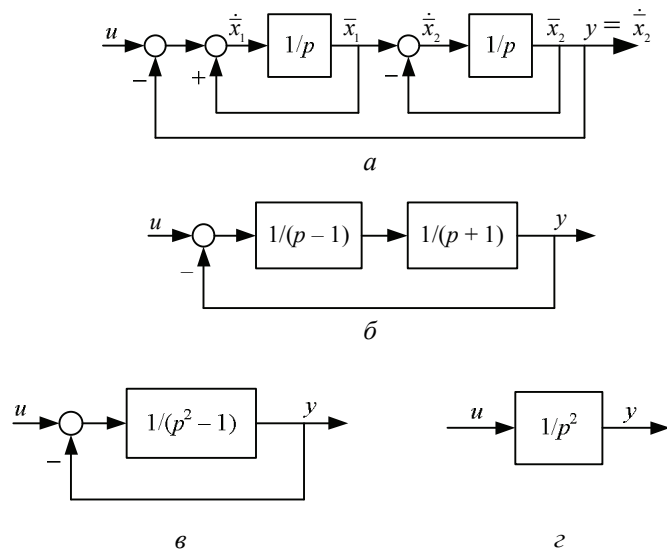 u − + ẋ̄₁ 1/p x̄₁ − ẋ̄₂ 1/p x̄₂ y = ẋ̄₂
а
u − 1/(p – 1) 1/(p + 1) y
б
u − 1/(p² – 1) y
u 1/p² y
в г